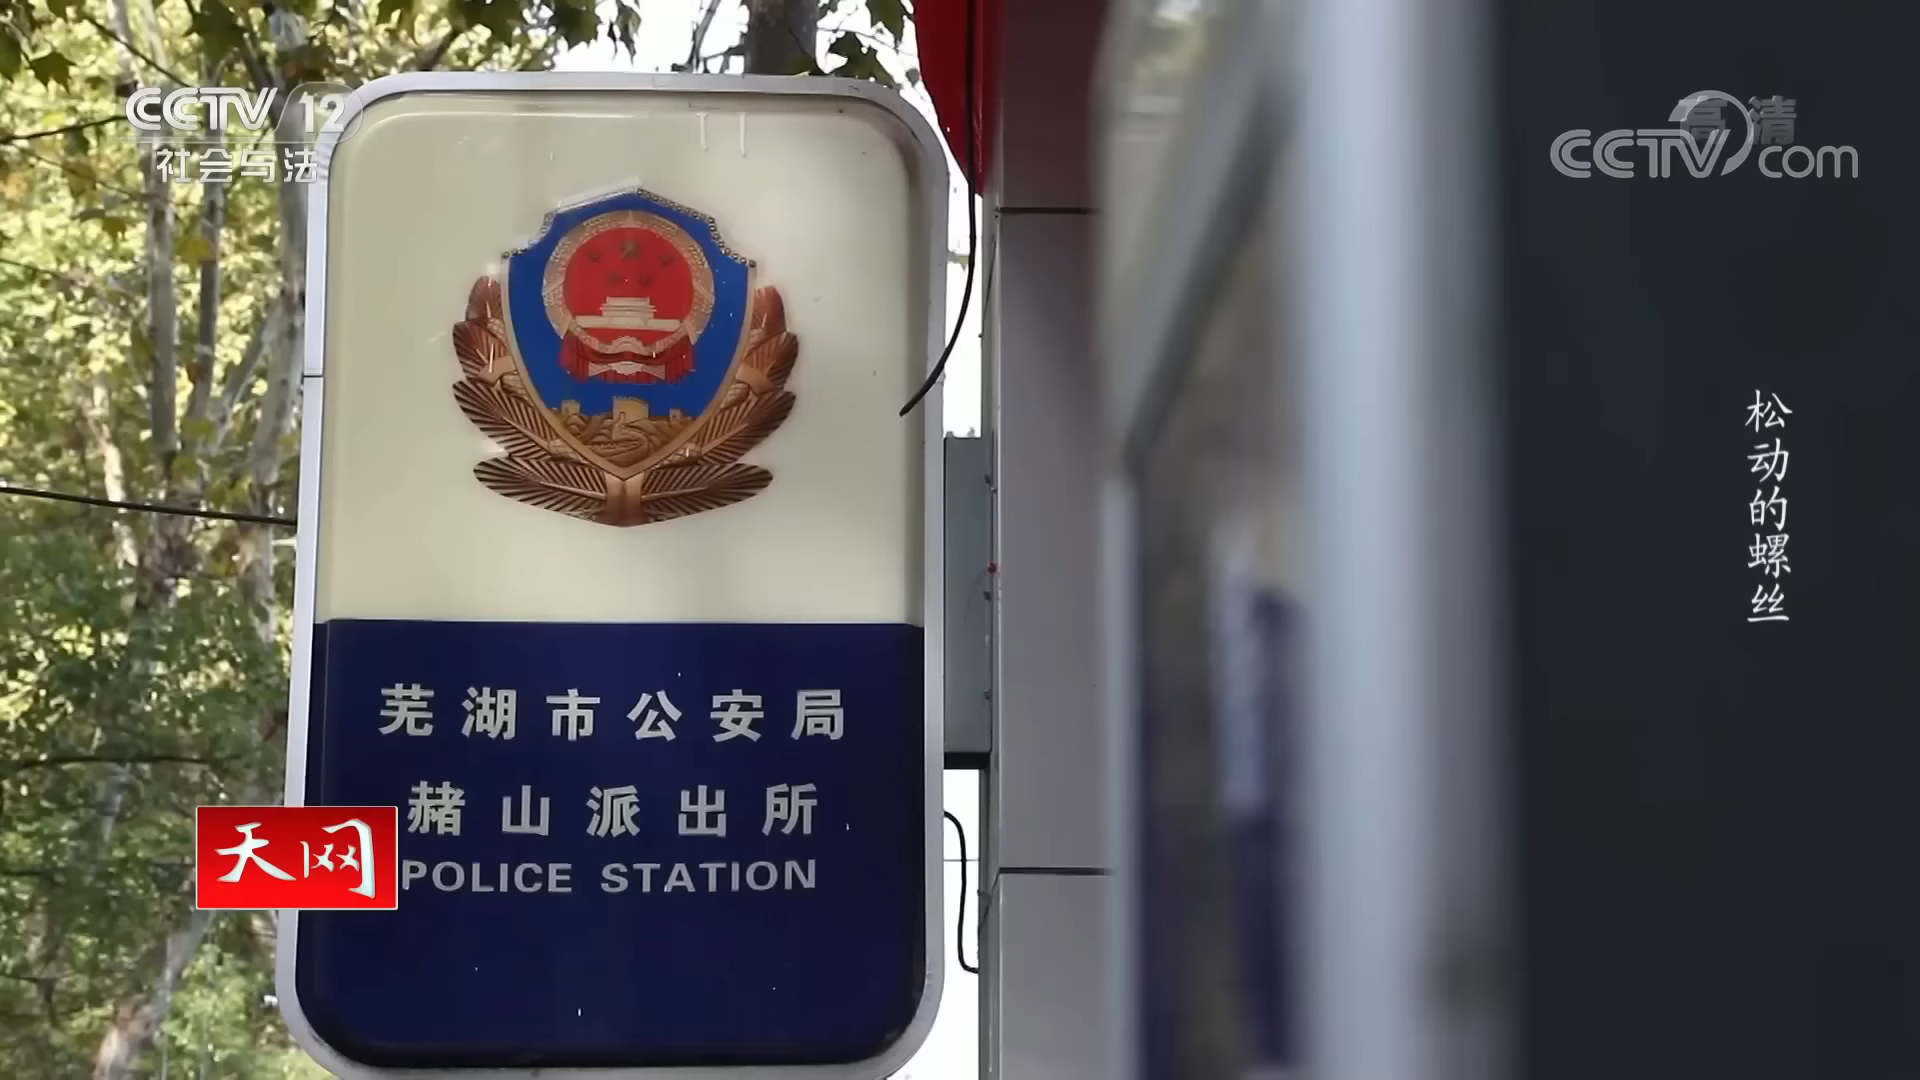 CCTV 12
社会与法
高清
CCTV.com
松动的螺丝
芜湖市公安局
赭山派出所
POLICE STATION
天网